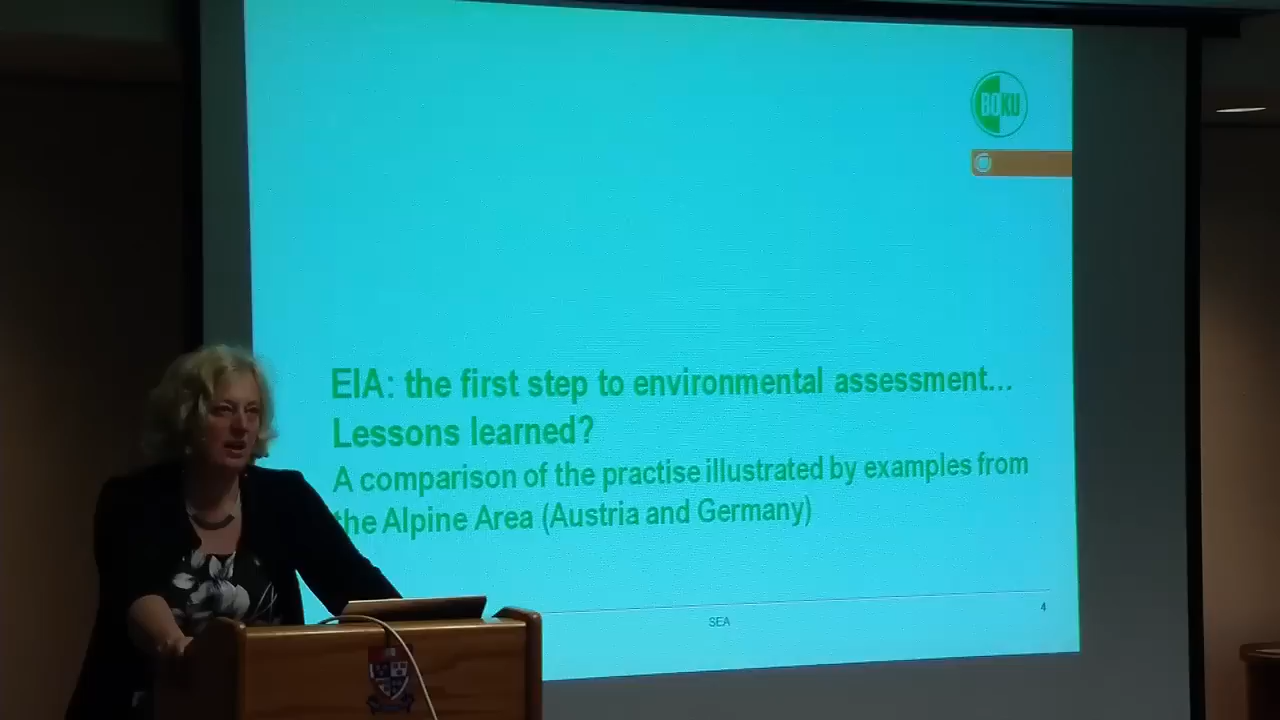 BOKU
EIA: the first step to environmental assessment...
Lessons learned?
A comparison of the practise illustrated by examples from
the Alpine Area (Austria and Germany)
SEA
4